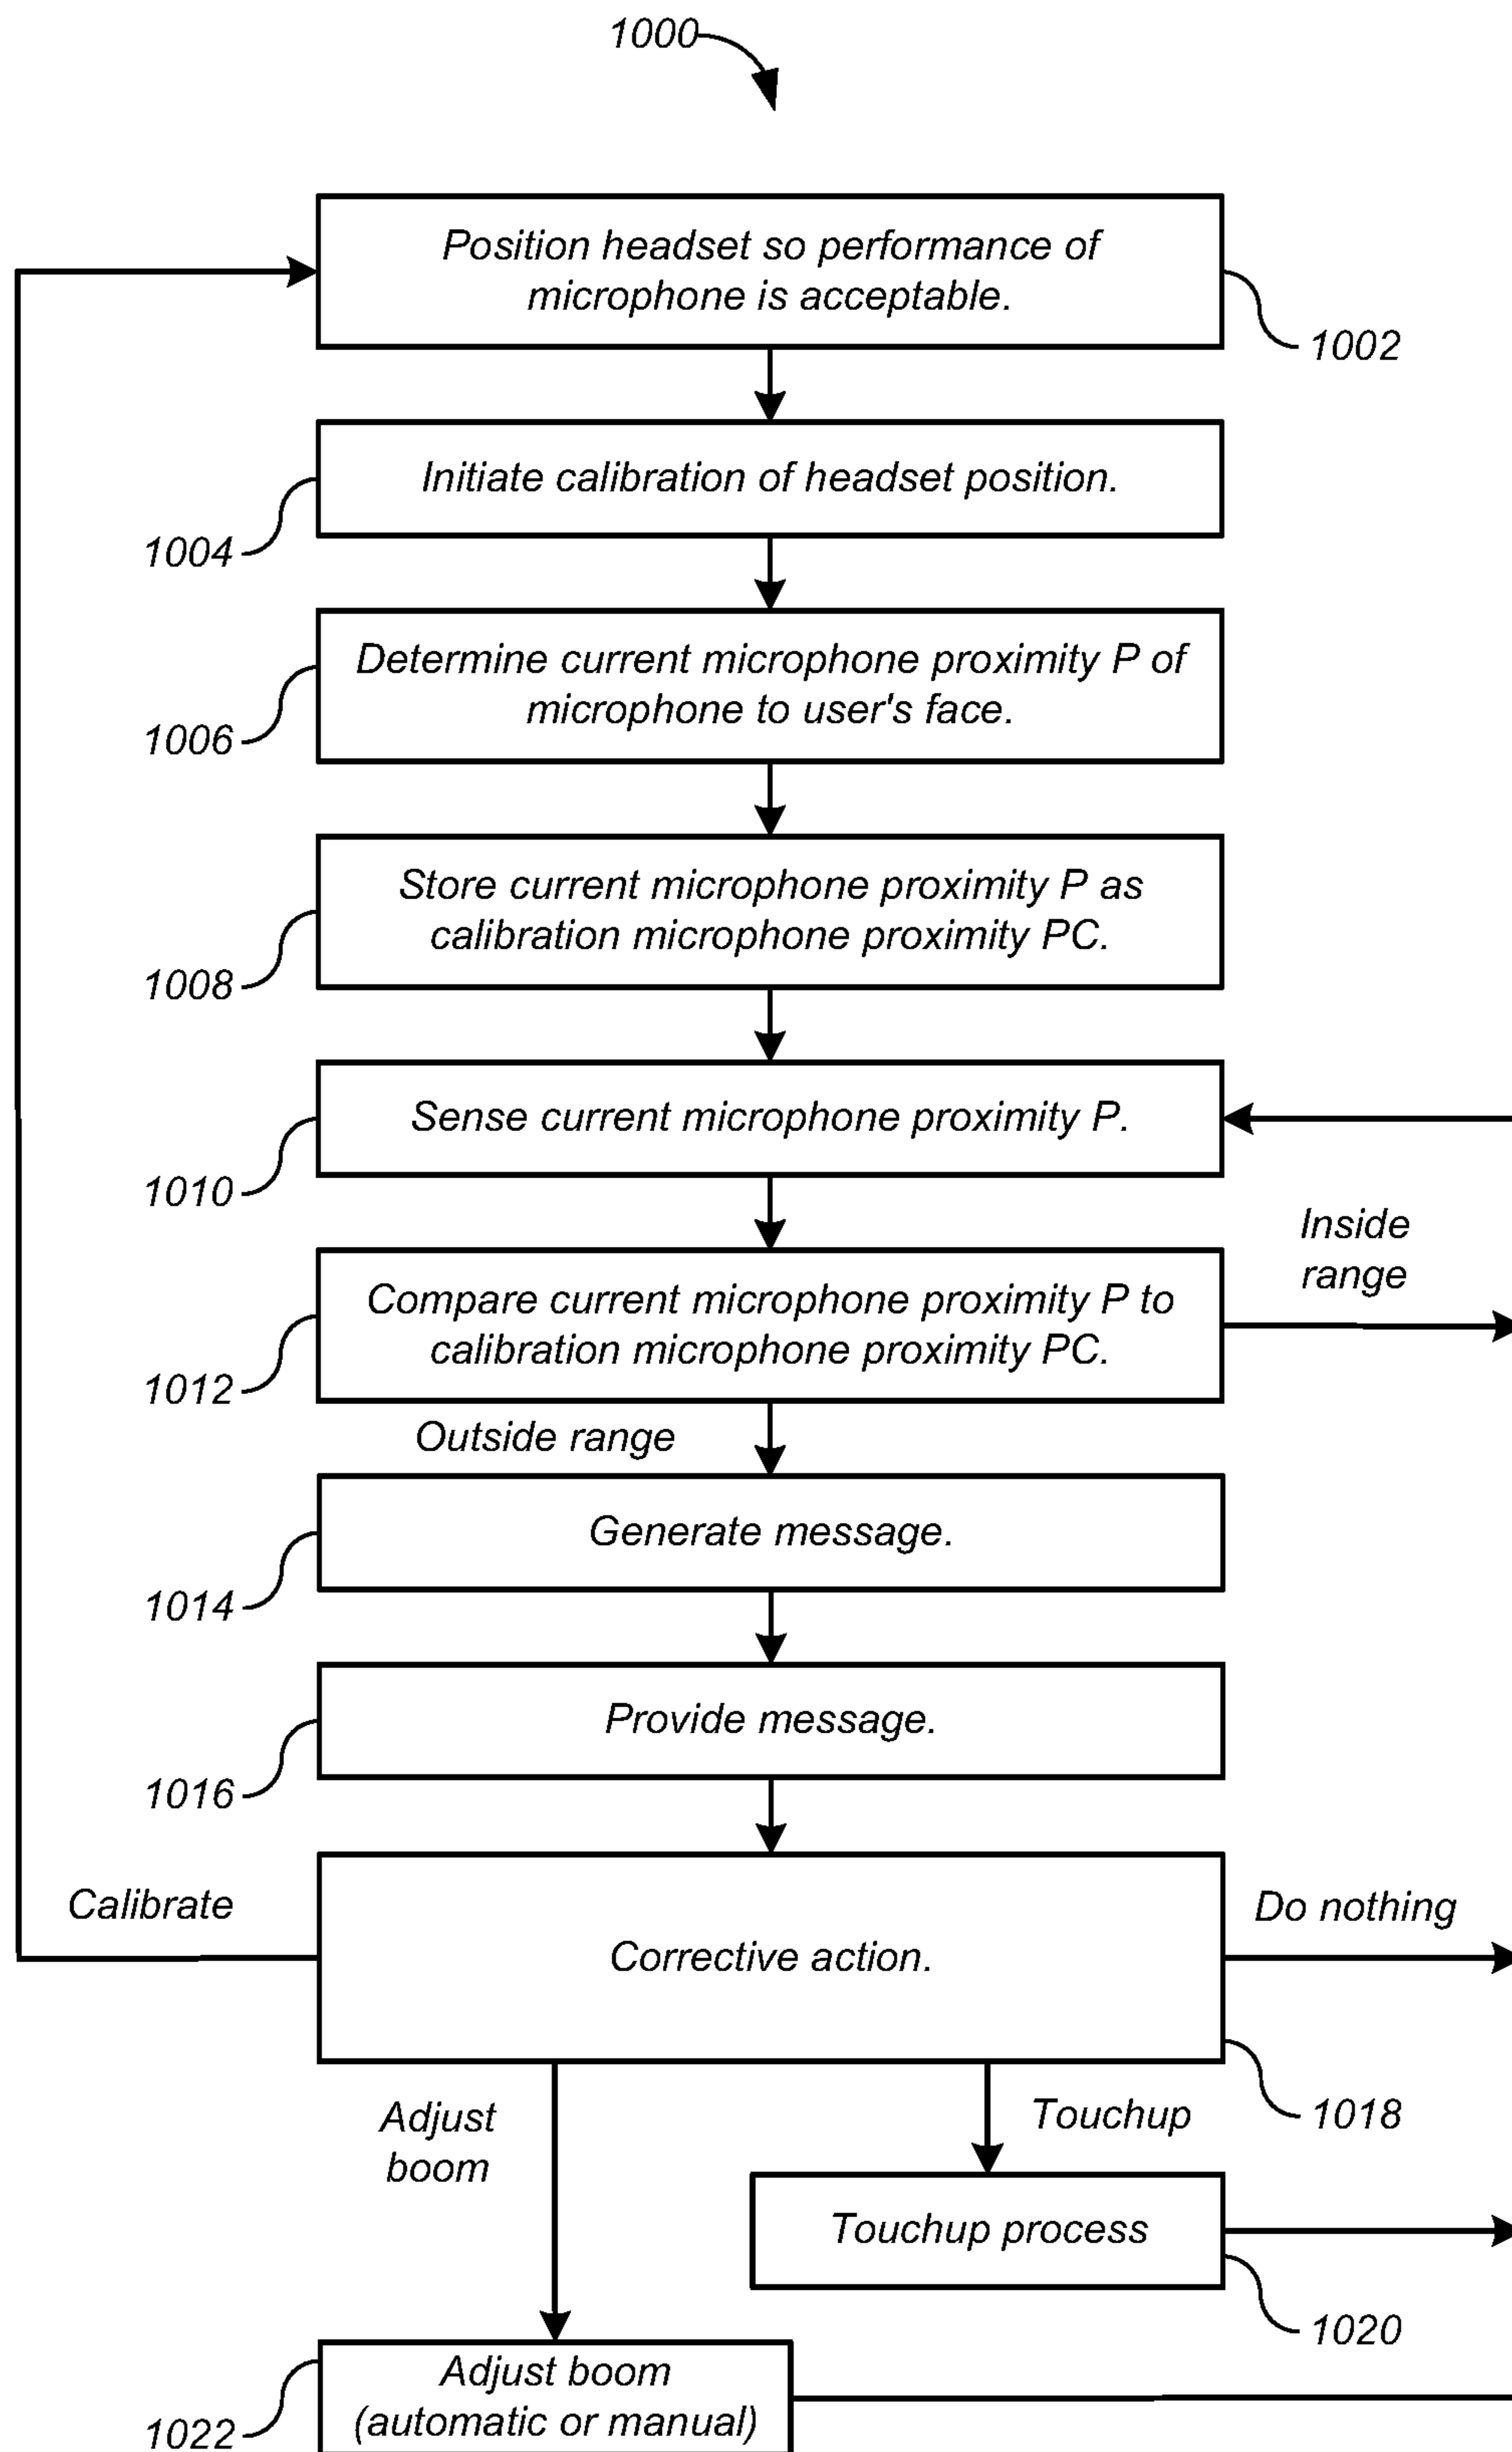 1000
Position headset so performance of
microphone is acceptable.
1002
Initiate calibration of headset position.
1004
Determine current microphone proximity P of
microphone to user's face.
1006
Store current microphone proximity P as
calibration microphone proximity PC.
1008
Sense current microphone proximity P.
1010
Inside
range
Compare current microphone proximity P to
calibration microphone proximity PC.
1012
Outside range
Generate message.
1014
Provide message.
1016
Calibrate
Do nothing
Corrective action.
1018
Adjust
boom
Touchup
Touchup process
1020
Adjust boom
(automatic or manual)
1022